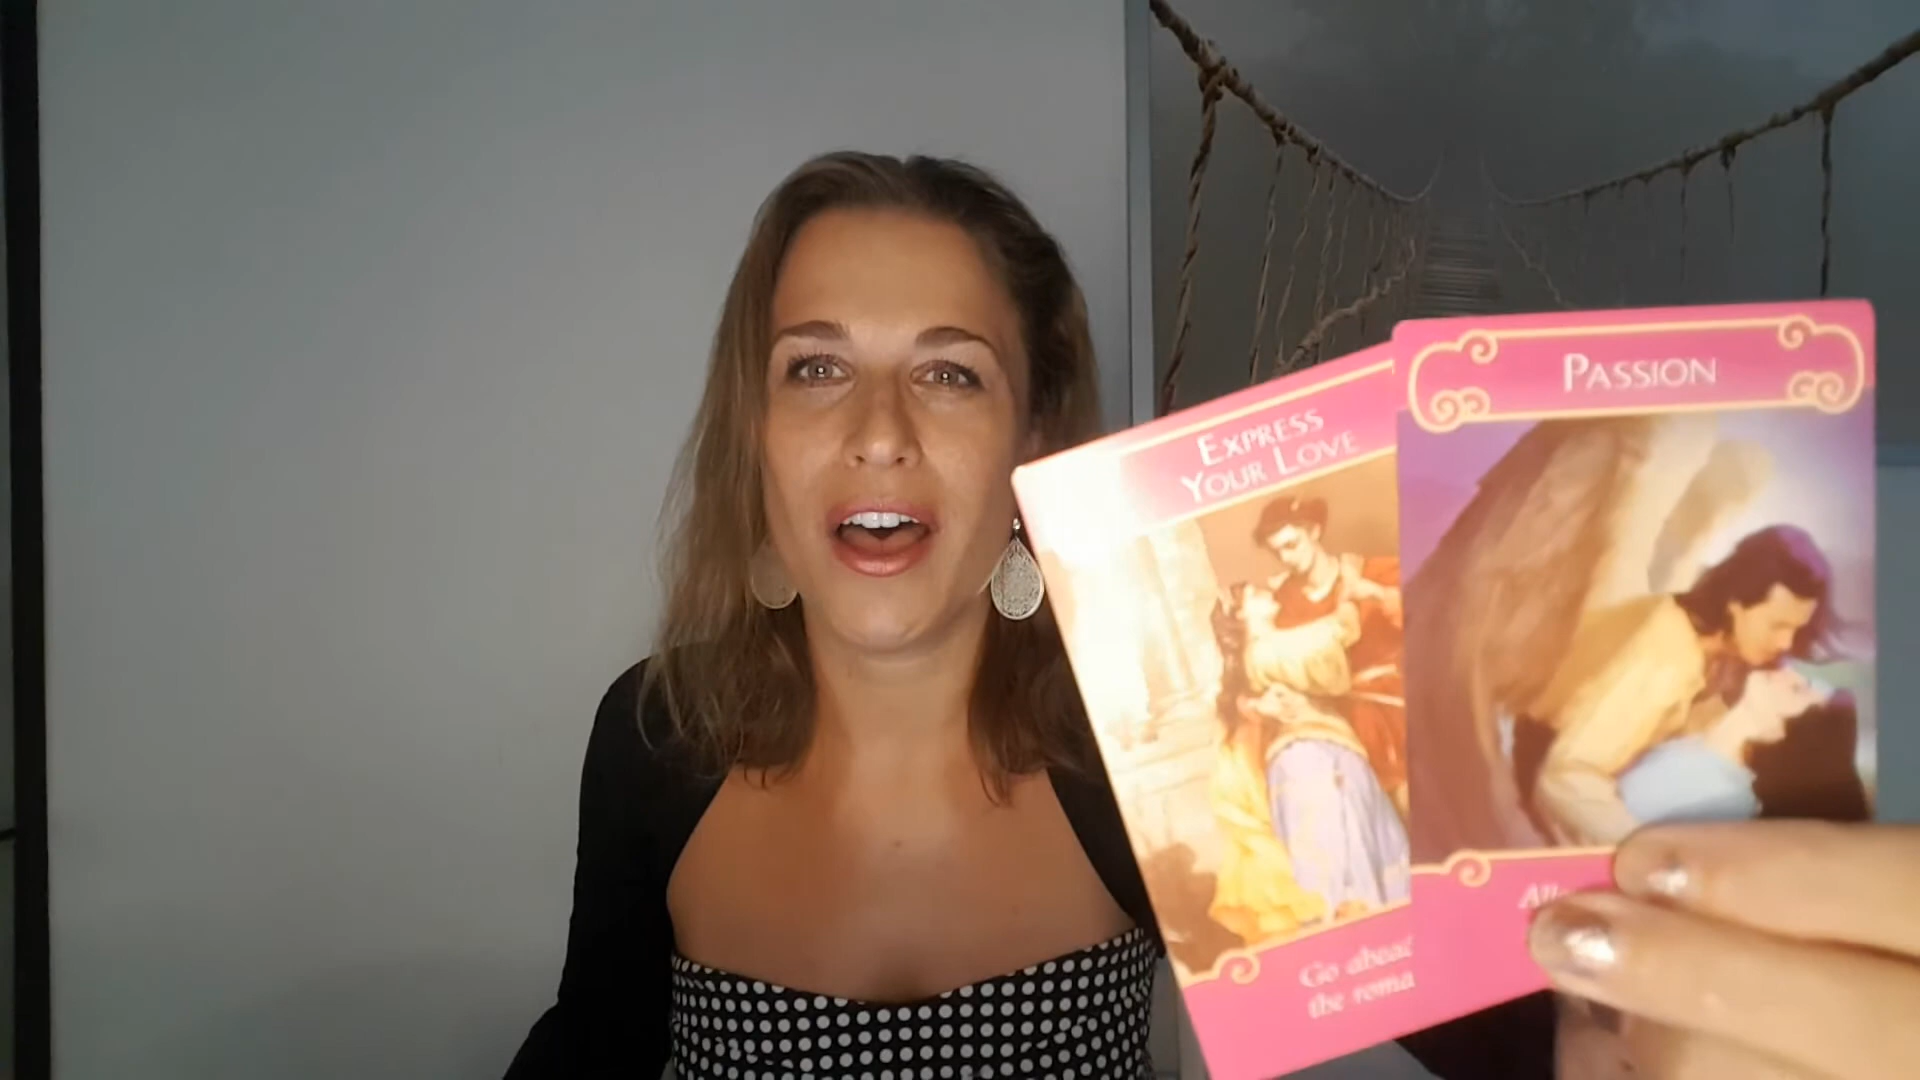 EXPRESS
YOUR LOVE
Go ahead
the roma
PASSION